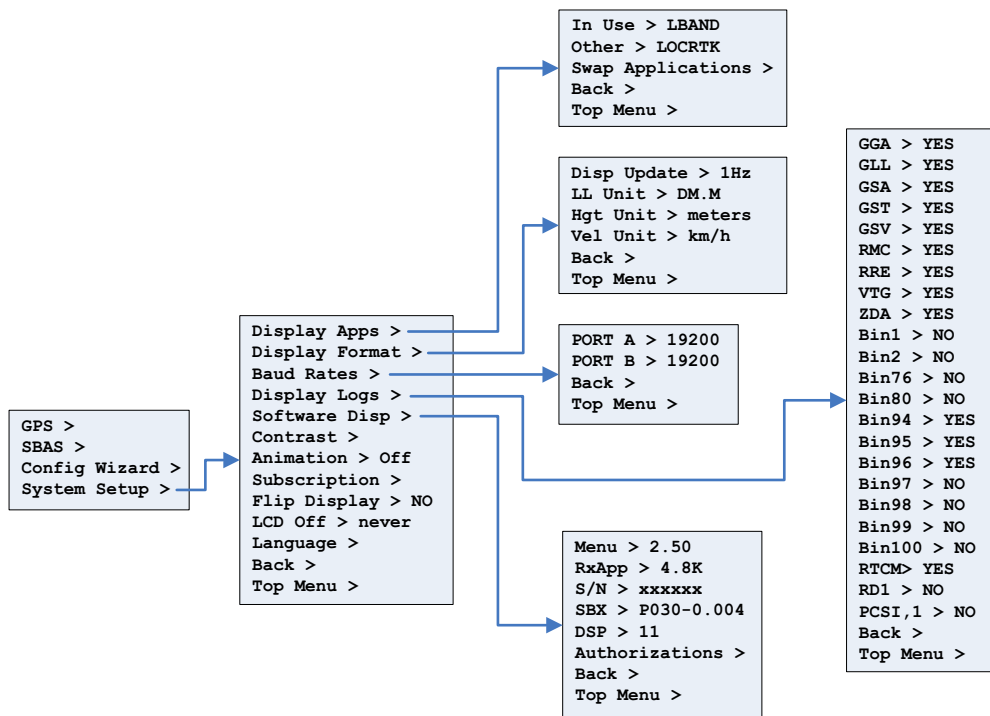 GPS >
SBAS >
Config Wizard >
System Setup >
Display Apps >
Display Format >
Baud Rates >
Display Logs >
Software Disp >
Contrast >
Animation > Off
Subscription >
Flip Display > NO
LCD Off > never
Language >
Back >
Top Menu >
In Use > LBAND
Other > LOCRTK
Swap Applications >
Back >
Top Menu >
Disp Update > 1Hz
LL Unit > DM.M
Hgt Unit > meters
Vel Unit > km/h
Back >
Top Menu >
PORT A > 19200
PORT B > 19200
Back >
Top Menu >
GGA > YES
GLL > YES
GSA > YES
GST > YES
GSV > YES
RMC > YES
RRE > YES
VTG > YES
ZDA > YES
Bin1 > NO
Bin2 > NO
Bin76 > NO
Bin80 > NO
Bin94 > YES
Bin95 > YES
Bin96 > YES
Bin97 > NO
Bin98 > NO
Bin99 > NO
Bin100 > NO
RTCM> YES
RD1 > NO
PCSI,1 > NO
Back >
Top Menu >
Menu > 2.50
RxApp > 4.8K
S/N > xxxxxx
SBX > P030-0.004
DSP > 11
Authorizations >
Back >
Top Menu >